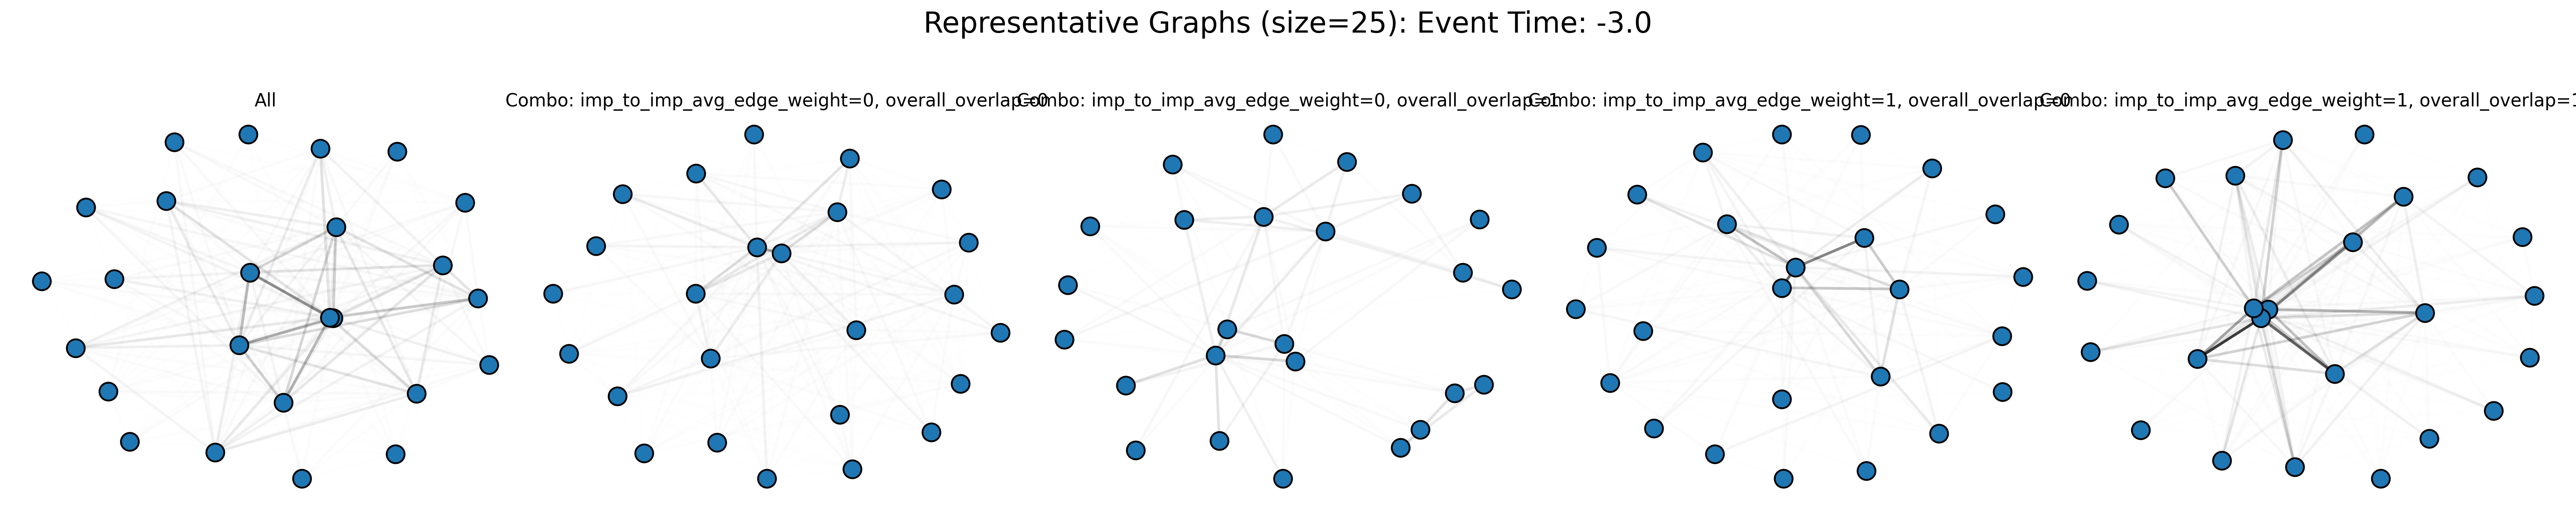 Representative Graphs (size=25): Event Time: -3.0
All
Combo: imp_to_imp_avg_edge_weight=0, overall_overlap=0
Combo: imp_to_imp_avg_edge_weight=0, overall_overlap=1
Combo: imp_to_imp_avg_edge_weight=1, overall_overlap=0
Combo: imp_to_imp_avg_edge_weight=1, overall_overlap=1